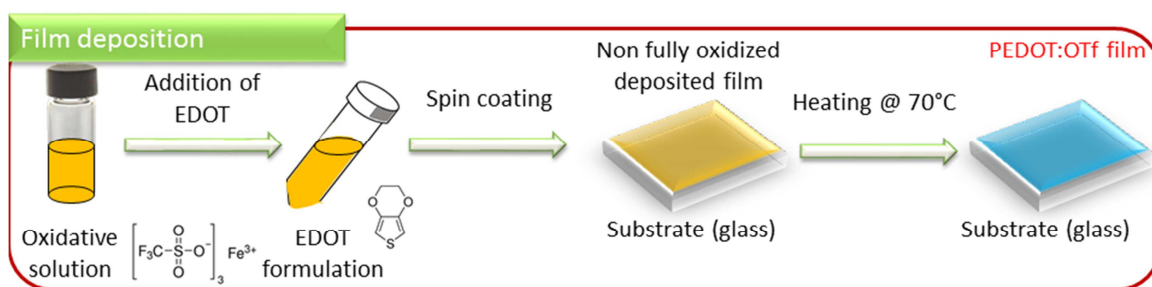 Film deposition
Addition of
EDOT
Spin coating
Non fully oxidized
deposited film
Heating @ 70°C
PEDOT:OTf film
Oxidative
solution
F₃C-S-O⁻
O
O
3
Fe³⁺
EDOT
formulation
O
O
S
Substrate (glass)
Substrate (glass)